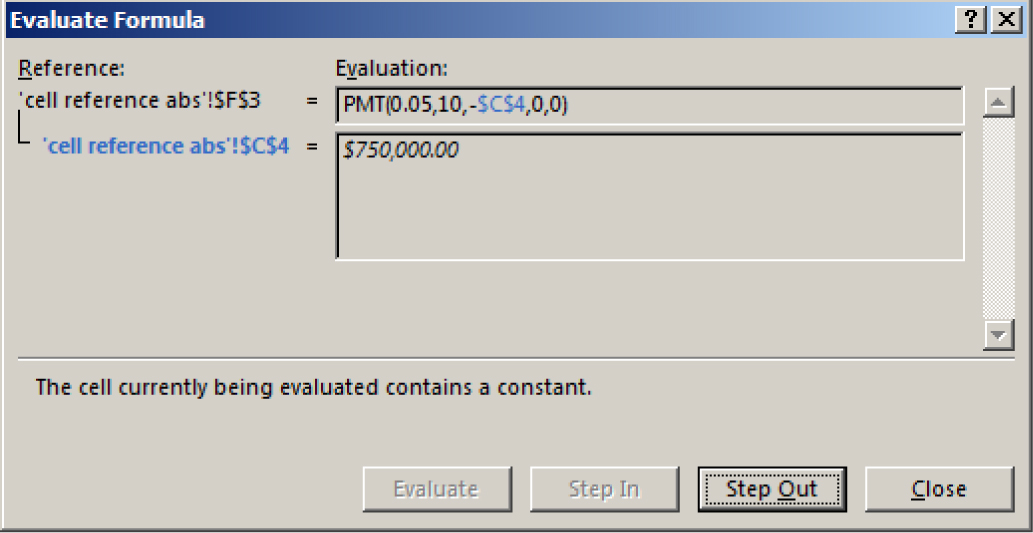 Evaluate Formula
Reference: Evaluation:
'cell reference abs'!$F$3 = PMT(0.05,10,-$C$4,0,0)
'cell reference abs'!$C$4 = $750,000.00
The cell currently being evaluated contains a constant.
Evaluate Step In Step Out Close